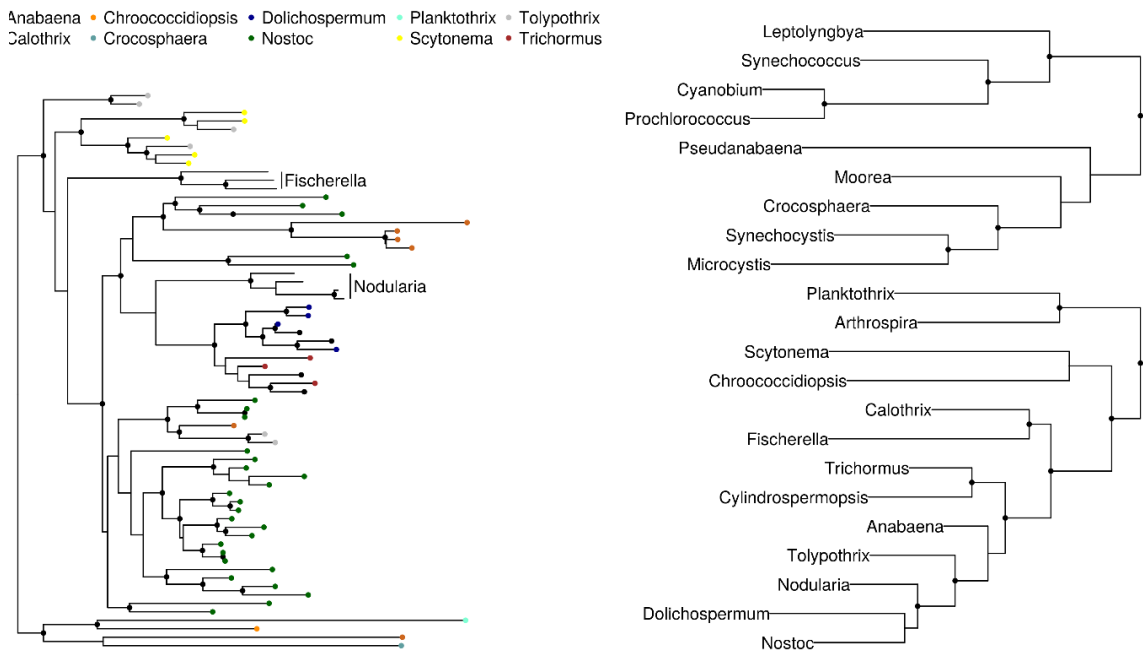 Anabaena Chroococcidiopsis Dolichospermum Planktothrix Tolypothrix
Calothrix Crocosphaera Nostoc Scytonema Trichormus
Fischerella
Nodularia
Leptolyngbya
Synechococcus
Cyanobium
Prochlorococcus
Pseudanabaena
Moorea
Crocosphaera
Synechocystis
Microcystis
Planktothrix
Arthrospira
Scytonema
Chroococcidiopsis
Calothrix
Fischerella
Trichormus
Cylindrospermopsis
Anabaena
Tolypothrix
Nodularia
Dolichospermum
Nostoc